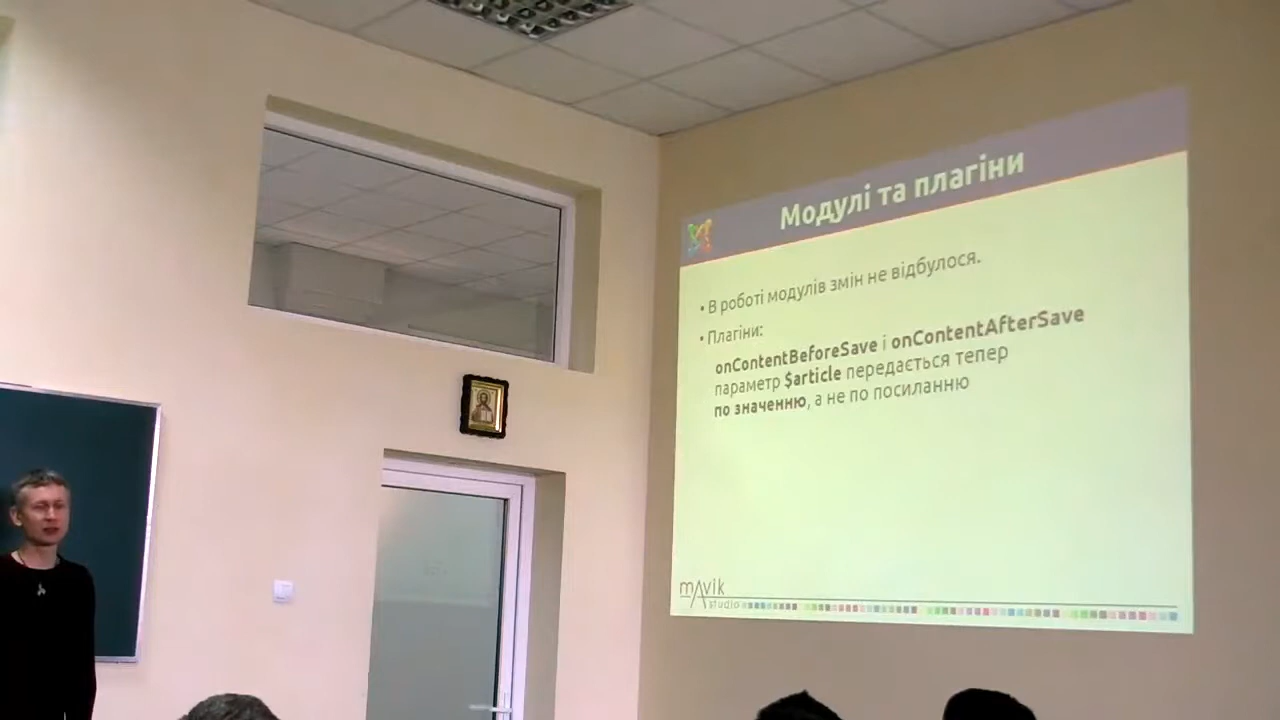 Модулі та плагіни
• В роботі модулів змін не відбулося.
• Плагіни:
onContentBeforeSave і onContentAfterSave
параметр $article передається тепер
по значенню, а не по посиланню
mAvik
studio